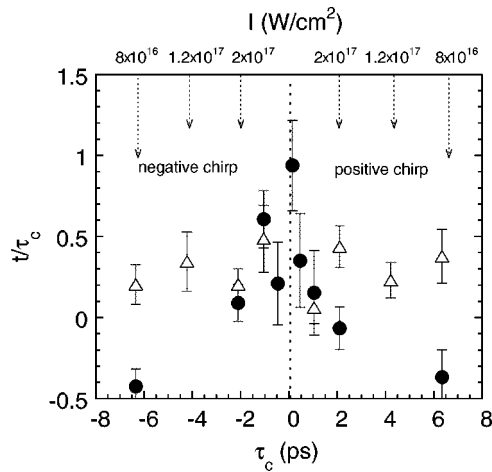 I (W/cm²)
8x10¹⁶ 1.2x10¹⁷ 2x10¹⁷ 2x10¹⁷ 1.2x10¹⁷ 8x10¹⁶
1.5
1
negative chirp positive chirp
0.5
t/τc
0
-0.5
-8 -6 -4 -2 0 2 4 6 8
τc (ps)